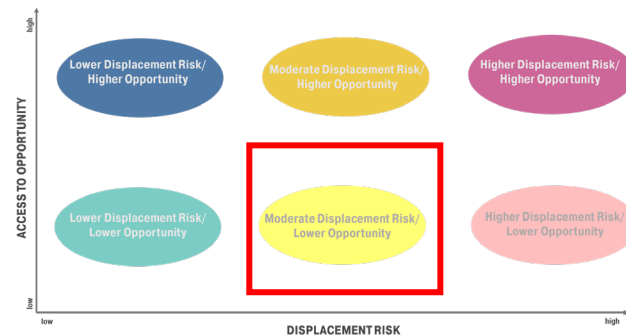 high
ACCESS TO OPPORTUNITY
low
Lower Displacement Risk/
Higher Opportunity
Moderate Displacement Risk/
Higher Opportunity
Higher Displacement Risk/
Higher Opportunity
Lower Displacement Risk/
Lower Opportunity
Moderate Displacement Risk/
Lower Opportunity
Higher Displacement Risk/
Lower Opportunity
low
high
DISPLACEMENT RISK